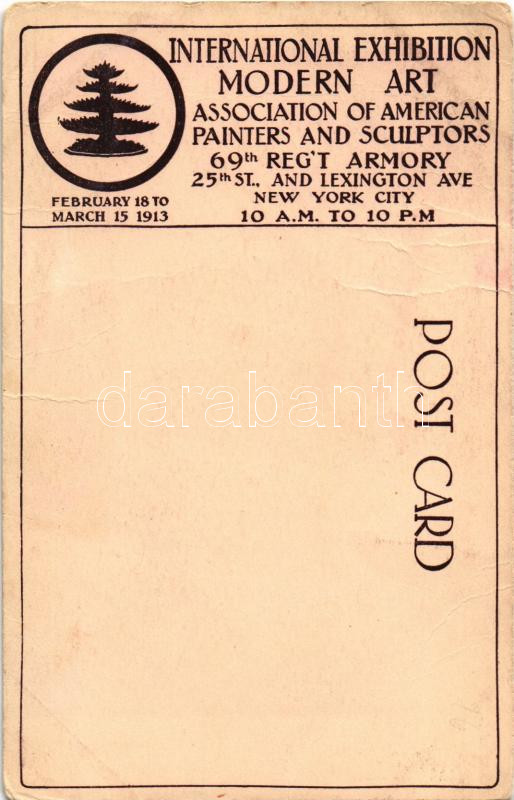 INTERNATIONAL EXHIBITION
MODERN ART
ASSOCIATION OF AMERICAN
PAINTERS AND SCULPTORS
69th REG'T ARMORY
25th ST., AND LEXINGTON AVE
NEW YORK CITY
10 A.M. TO 10 P.M
FEBRUARY 18 TO
MARCH 15 1913
POST CARD
darabanth